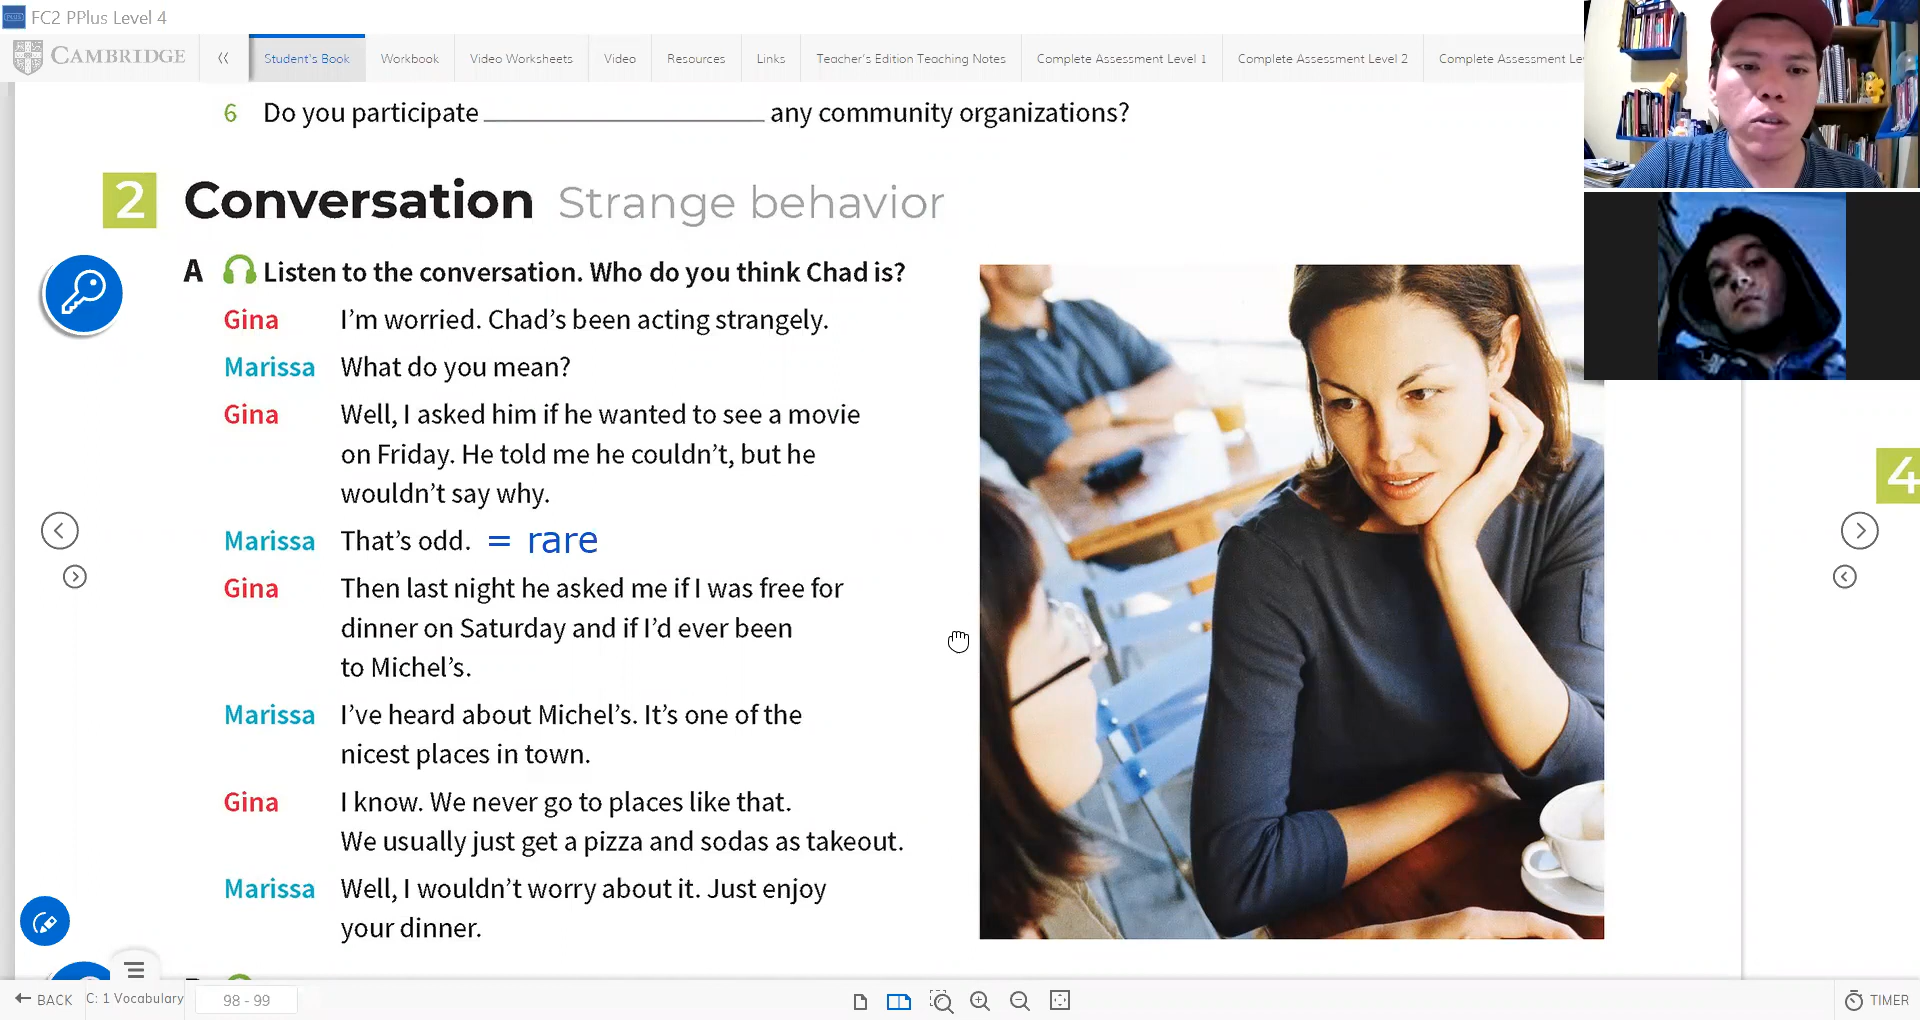 FC2 PPlus Level 4
CAMBRIDGE
Student's Book
Workbook
Video Worksheets
Video
Resources
Links
Teacher's Edition Teaching Notes
Complete Assessment Level 1
Complete Assessment Level 2
Complete Assessment Le
6 Do you participate ____________________ any community organizations?
2 Conversation Strange behavior
A Listen to the conversation. Who do you think Chad is?
Gina I'm worried. Chad's been acting strangely.
Marissa What do you mean?
Gina Well, I asked him if he wanted to see a movie
on Friday. He told me he couldn't, but he
wouldn't say why.
Marissa That's odd. = rare
Gina Then last night he asked me if I was free for
dinner on Saturday and if I'd ever been
to Michel's.
Marissa I've heard about Michel's. It's one of the
nicest places in town.
Gina I know. We never go to places like that.
We usually just get a pizza and sodas as takeout.
Marissa Well, I wouldn't worry about it. Just enjoy
your dinner.
4
BACK
C: 1 Vocabulary
98 - 99
TIMER